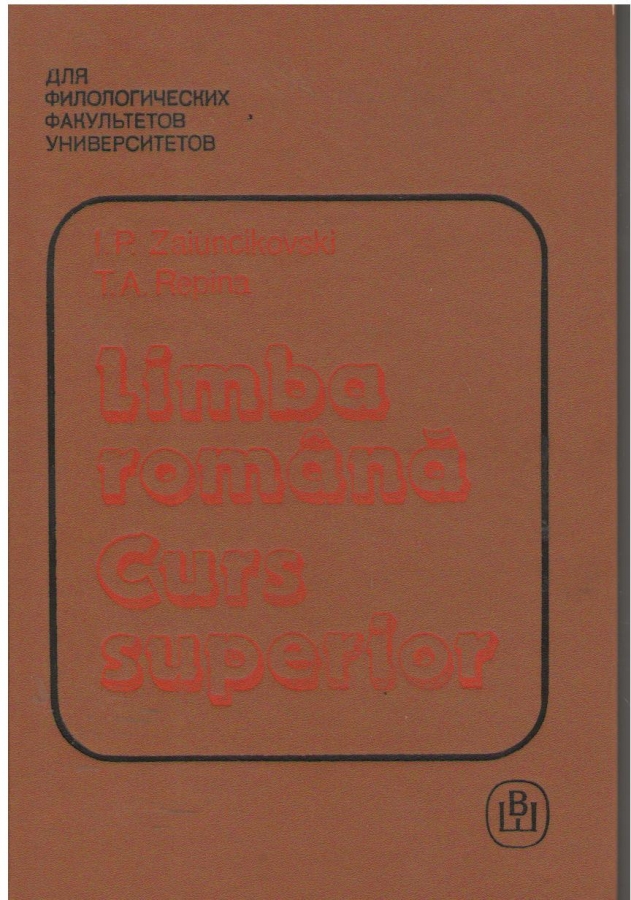 ДЛЯ
ФИЛОЛОГИЧЕСКИХ
ФАКУЛЬТЕТОВ
УНИВЕРСИТЕТОВ
I. P. Zaiuncikovski
T. A. Repina
Limba
română
Curs
superior
ВШ